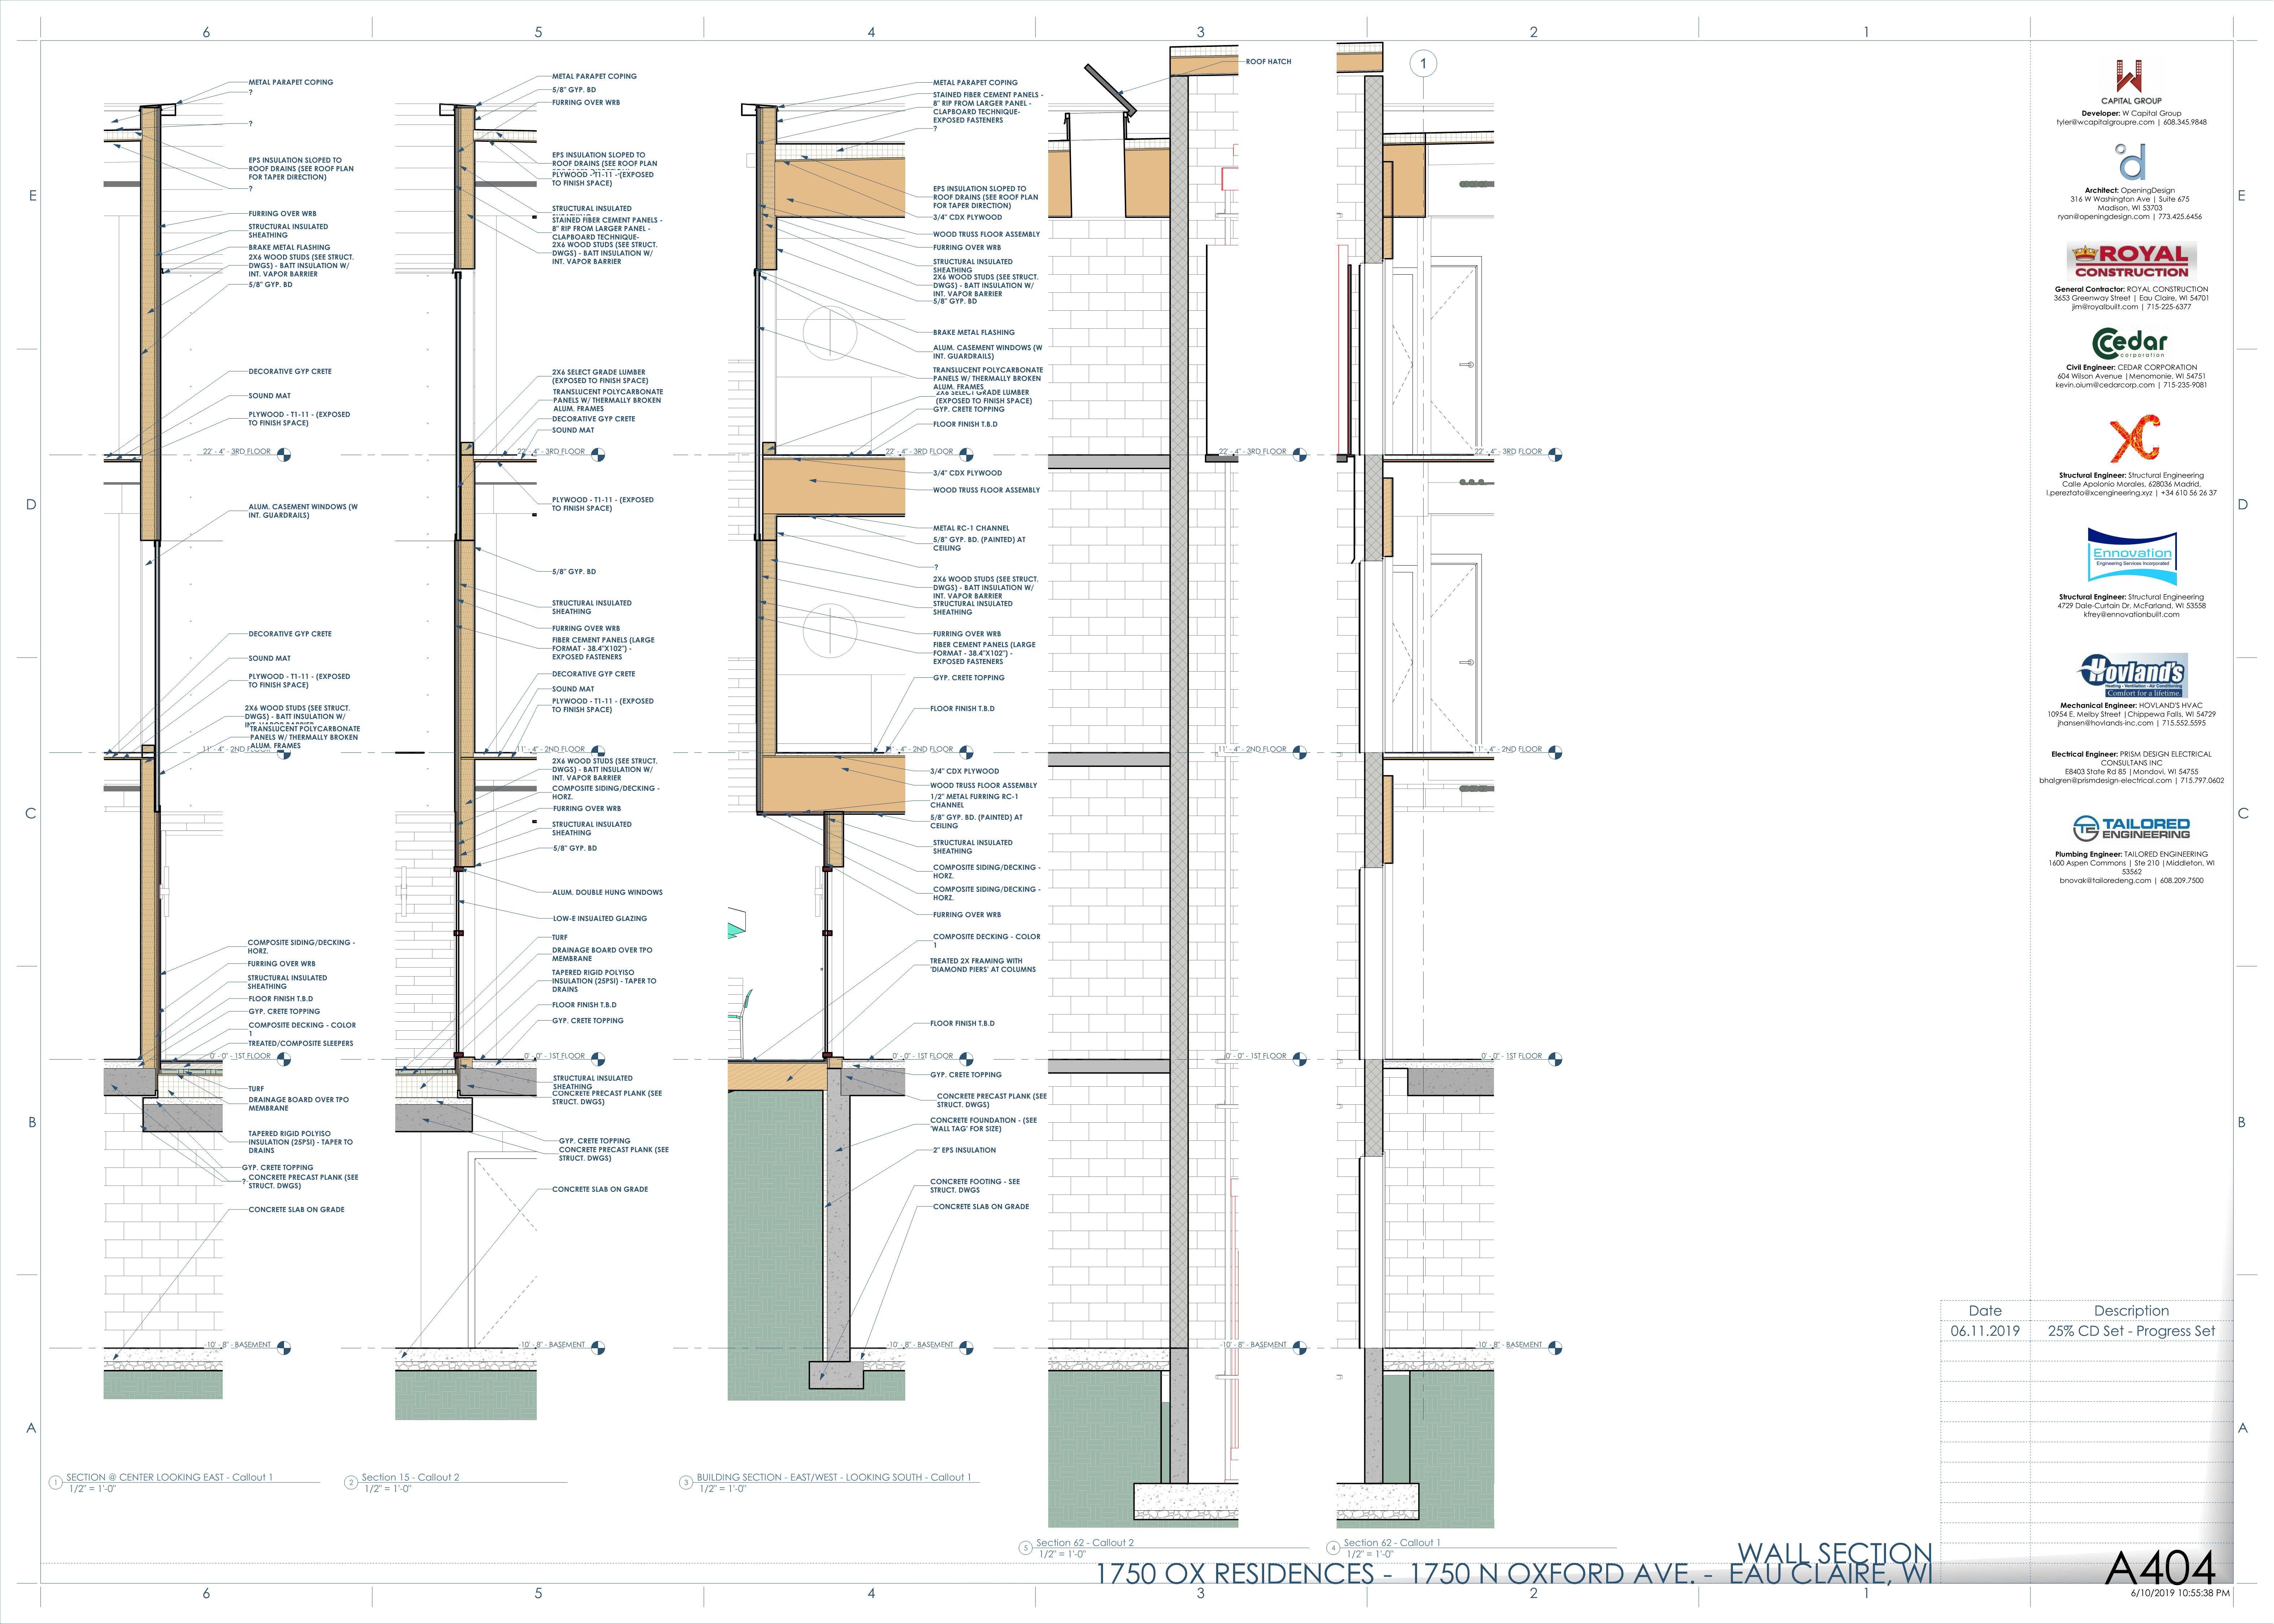 6
5
4
3
2
1
METAL PARAPET COPING
?
?
EPS INSULATION SLOPED TO
ROOF DRAINS (SEE ROOF PLAN
FOR TAPER DIRECTION)
?
FURRING OVER WRB
STRUCTURAL INSULATED
SHEATHING
BRAKE METAL FLASHING
2X6 WOOD STUDS (SEE STRUCT.
DWGS) - BATT INSULATION W/
INT. VAPOR BARRIER
5/8" GYP. BD
DECORATIVE GYP CRETE
SOUND MAT
PLYWOOD - T1-11 - (EXPOSED
TO FINISH SPACE)
22' - 4" - 3RD FLOOR
ALUM. CASEMENT WINDOWS (W
INT. GUARDRAILS)
DECORATIVE GYP CRETE
SOUND MAT
PLYWOOD - T1-11 - (EXPOSED
TO FINISH SPACE)
2X6 WOOD STUDS (SEE STRUCT.
DWGS) - BATT INSULATION W/
INT. VAPOR BARRIER
TRANSLUCENT POLYCARBONATE
PANELS W/ THERMALLY BROKEN
ALUM. FRAMES
11' - 4" - 2ND FLOOR
COMPOSITE SIDING/DECKING -
HORZ.
FURRING OVER WRB
STRUCTURAL INSULATED
SHEATHING
FLOOR FINISH T.B.D
GYP. CRETE TOPPING
COMPOSITE DECKING - COLOR
1
TREATED/COMPOSITE SLEEPERS
0' - 0" - 1ST FLOOR
TURF
DRAINAGE BOARD OVER TPO
MEMBRANE
TAPERED RIGID POLYISO
INSULATION (25PSI) - TAPER TO
DRAINS
GYP. CRETE TOPPING
? CONCRETE PRECAST PLANK (SEE
STRUCT. DWGS)
CONCRETE SLAB ON GRADE
-10' - 8" - BASEMENT
1 SECTION @ CENTER LOOKING EAST - Callout 1
1/2" = 1'-0"
METAL PARAPET COPING
5/8" GYP. BD
FURRING OVER WRB
EPS INSULATION SLOPED TO
ROOF DRAINS (SEE ROOF PLAN
PLYWOOD - T1-11 - (EXPOSED
TO FINISH SPACE)
STRUCTURAL INSULATED
STAINED FIBER CEMENT PANELS -
8" RIP FROM LARGER PANEL -
CLAPBOARD TECHNIQUE-
2X6 WOOD STUDS (SEE STRUCT.
DWGS) - BATT INSULATION W/
INT. VAPOR BARRIER
2X6 SELECT GRADE LUMBER
(EXPOSED TO FINISH SPACE)
TRANSLUCENT POLYCARBONATE
PANELS W/ THERMALLY BROKEN
ALUM. FRAMES
DECORATIVE GYP CRETE
SOUND MAT
22' - 4" - 3RD FLOOR
PLYWOOD - T1-11 - (EXPOSED
TO FINISH SPACE)
5/8" GYP. BD
STRUCTURAL INSULATED
SHEATHING
FURRING OVER WRB
FIBER CEMENT PANELS (LARGE
FORMAT - 38.4"X102") -
EXPOSED FASTENERS
DECORATIVE GYP CRETE
SOUND MAT
PLYWOOD - T1-11 - (EXPOSED
TO FINISH SPACE)
11' - 4" - 2ND FLOOR
2X6 WOOD STUDS (SEE STRUCT.
DWGS) - BATT INSULATION W/
INT. VAPOR BARRIER
COMPOSITE SIDING/DECKING -
HORZ.
FURRING OVER WRB
STRUCTURAL INSULATED
SHEATHING
5/8" GYP. BD
ALUM. DOUBLE HUNG WINDOWS
LOW-E INSUALTED GLAZING
TURF
DRAINAGE BOARD OVER TPO
MEMBRANE
TAPERED RIGID POLYISO
INSULATION (25PSI) - TAPER TO
DRAINS
FLOOR FINISH T.B.D
GYP. CRETE TOPPING
0' - 0" - 1ST FLOOR
STRUCTURAL INSULATED
SHEATHING
CONCRETE PRECAST PLANK (SEE
STRUCT. DWGS)
GYP. CRETE TOPPING
CONCRETE PRECAST PLANK (SEE
STRUCT. DWGS)
CONCRETE SLAB ON GRADE
-10' - 8" - BASEMENT
2 Section 15 - Callout 2
1/2" = 1'-0"
METAL PARAPET COPING
STAINED FIBER CEMENT PANELS -
8" RIP FROM LARGER PANEL -
CLAPBOARD TECHNIQUE-
EXPOSED FASTENERS
?
EPS INSULATION SLOPED TO
ROOF DRAINS (SEE ROOF PLAN
FOR TAPER DIRECTION)
3/4" CDX PLYWOOD
WOOD TRUSS FLOOR ASSEMBLY
FURRING OVER WRB
STRUCTURAL INSULATED
SHEATHING
2X6 WOOD STUDS (SEE STRUCT.
DWGS) - BATT INSULATION W/
INT. VAPOR BARRIER
5/8" GYP. BD
BRAKE METAL FLASHING
ALUM. CASEMENT WINDOWS (W
INT. GUARDRAILS)
TRANSLUCENT POLYCARBONATE
PANELS W/ THERMALLY BROKEN
ALUM. FRAMES
2X6 SELECT GRADE LUMBER
(EXPOSED TO FINISH SPACE)
GYP. CRETE TOPPING
FLOOR FINISH T.B.D
22' - 4" - 3RD FLOOR
3/4" CDX PLYWOOD
WOOD TRUSS FLOOR ASSEMBLY
METAL RC-1 CHANNEL
5/8" GYP. BD. (PAINTED) AT
CEILING
?
2X6 WOOD STUDS (SEE STRUCT.
DWGS) - BATT INSULATION W/
INT. VAPOR BARRIER
STRUCTURAL INSULATED
SHEATHING
FURRING OVER WRB
FIBER CEMENT PANELS (LARGE
FORMAT - 38.4"X102") -
EXPOSED FASTENERS
GYP. CRETE TOPPING
FLOOR FINISH T.B.D
11' - 4" - 2ND FLOOR
3/4" CDX PLYWOOD
WOOD TRUSS FLOOR ASSEMBLY
1/2" METAL FURRING RC-1
CHANNEL
5/8" GYP. BD. (PAINTED) AT
CEILING
STRUCTURAL INSULATED
SHEATHING
COMPOSITE SIDING/DECKING -
HORZ.
COMPOSITE SIDING/DECKING -
HORZ.
FURRING OVER WRB
COMPOSITE DECKING - COLOR
1
TREATED 2X FRAMING WITH
'DIAMOND PIERS' AT COLUMNS
FLOOR FINISH T.B.D
0' - 0" - 1ST FLOOR
GYP. CRETE TOPPING
CONCRETE PRECAST PLANK (SEE
STRUCT. DWGS)
CONCRETE FOUNDATION - (SEE
'WALL TAG' FOR SIZE)
2" EPS INSULATION
CONCRETE FOOTING - SEE
STRUCT. DWGS
CONCRETE SLAB ON GRADE
-10' - 8" - BASEMENT
3 BUILDING SECTION - EAST/WEST - LOOKING SOUTH - Callout 1
1/2" = 1'-0"
ROOF HATCH
22' - 4" - 3RD FLOOR
11' - 4" - 2ND FLOOR
0' - 0" - 1ST FLOOR
-10' - 8" - BASEMENT
5 Section 62 - Callout 2
1/2" = 1'-0"
1
22' - 4" - 3RD FLOOR
11' - 4" - 2ND FLOOR
0' - 0" - 1ST FLOOR
-10' - 8" - BASEMENT
4 Section 62 - Callout 1
1/2" = 1'-0"
E
D
C
B
A
E
D
C
B
A
W
CAPITAL GROUP
Developer: W Capital Group
tyler@wcapitalgroupre.com | 608.345.9848
Architect: OpeningDesign
316 W Washington Ave | Suite 675
Madison, WI 53703
ryan@openingdesign.com | 773.425.6456
ROYAL
CONSTRUCTION
General Contractor: ROYAL CONSTRUCTION
3653 Greenway Street | Eau Claire, WI 54701
jim@royalbuilt.com | 715-225-6377
Cedar
corporation
Civil Engineer: CEDAR CORPORATION
604 Wilson Avenue |Menomonie, WI 54751
kevin.oium@cedarcorp.com | 715-235-9081
XC
Structural Engineer: Structural Engineering
Calle Apolonio Morales, 628036 Madrid,
l.pereztato@xcengineering.xyz | +34 610 56 26 37
Ennovation
Engineering Services Incorporated
Structural Engineer: Structural Engineering
4729 Dale-Curtain Dr, McFarland, WI 53558
kfrey@ennovationbuilt.com
Hovland's
Heating - Ventilation - Air Conditioning
Comfort for a lifetime.
Mechanical Engineer: HOVLAND'S HVAC
10954 E. Melby Street |Chippewa Falls, WI 54729
jhansen@hovlands-inc.com | 715.552.5595
Electrical Engineer: PRISM DESIGN ELECTRICAL
CONSULTANS INC
E8403 State Rd 85 |Mondovi, WI 54755
bhalgren@prismdesign-electrical.com | 715.797.0602
TE TAILORED
ENGINEERING
Plumbing Engineer: TAILORED ENGINEERING
1600 Aspen Commons | Ste 210 |Middleton, WI
53562
bnovak@tailoredeng.com | 608.209.7500
Date Description
06.11.2019 25% CD Set - Progress Set
WALL SECTION
1750 OX RESIDENCES - 1750 N OXFORD AVE. - EAU CLAIRE, WI
A404
6/10/2019 10:55:38 PM
6
5
4
3
2
1